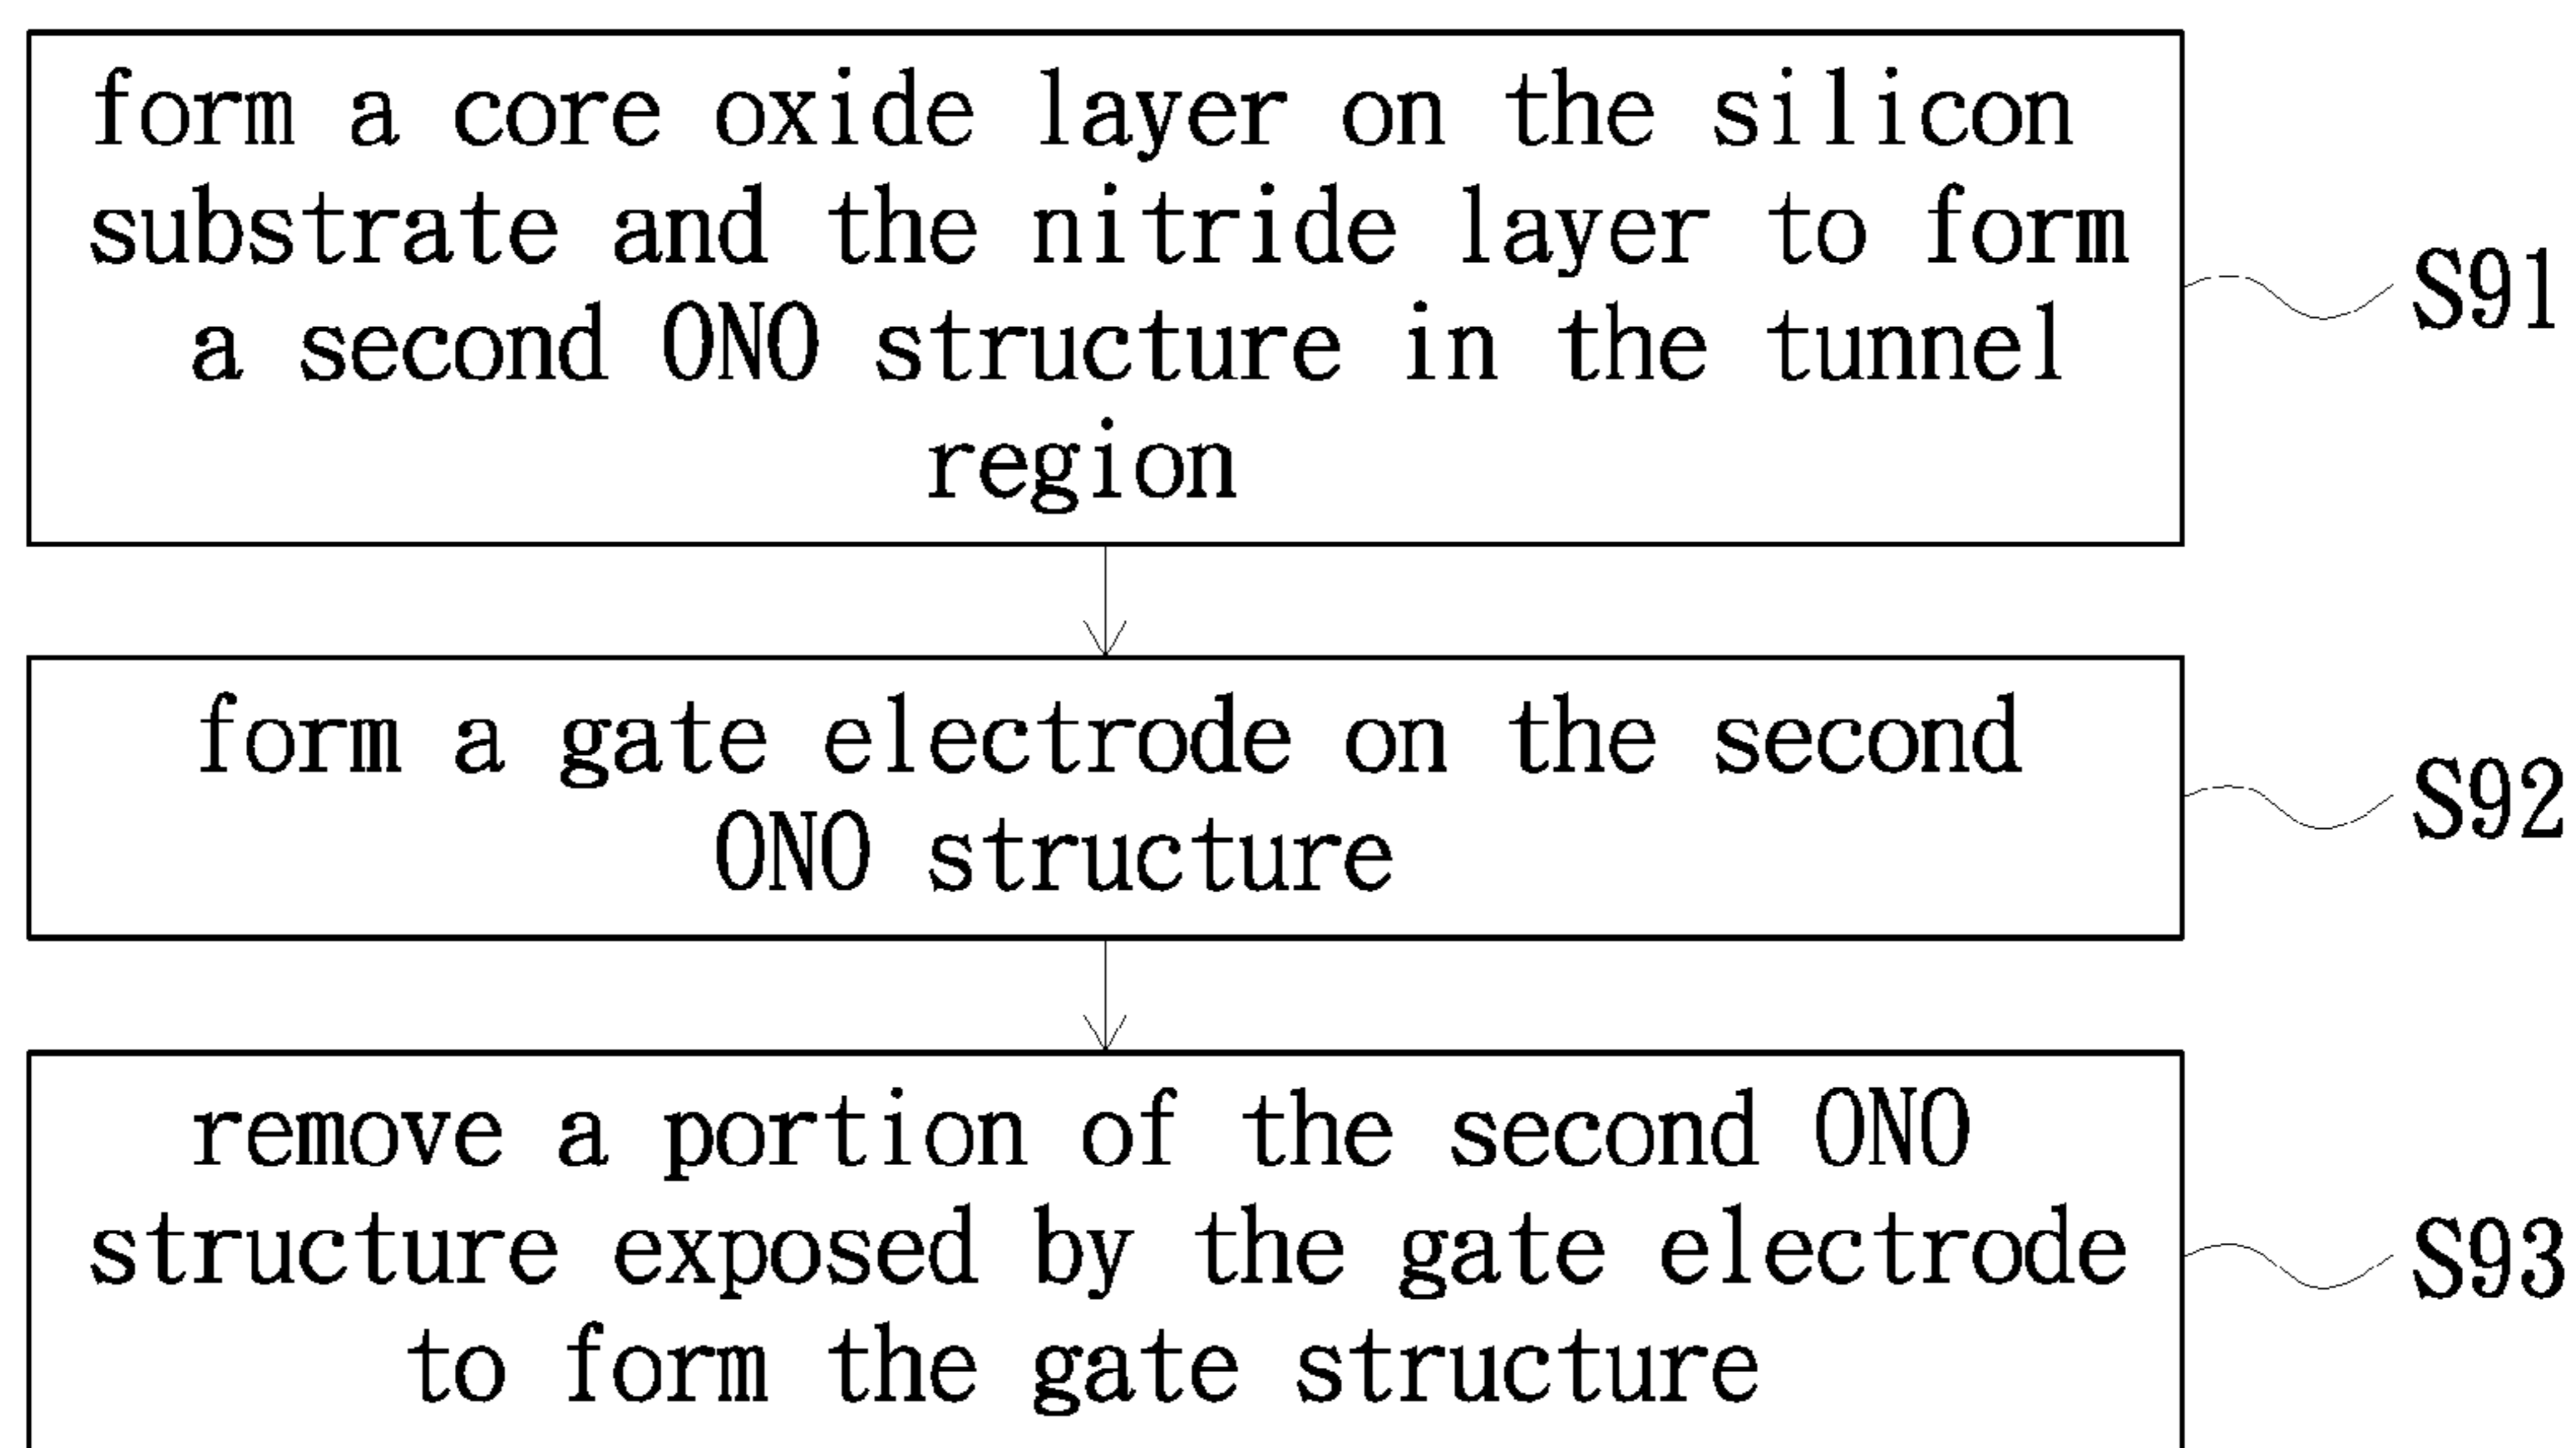 form a core oxide layer on the silicon
substrate and the nitride layer to form
a second ONO structure in the tunnel
region
S91
form a gate electrode on the second
ONO structure
S92
remove a portion of the second ONO
structure exposed by the gate electrode
to form the gate structure
S93